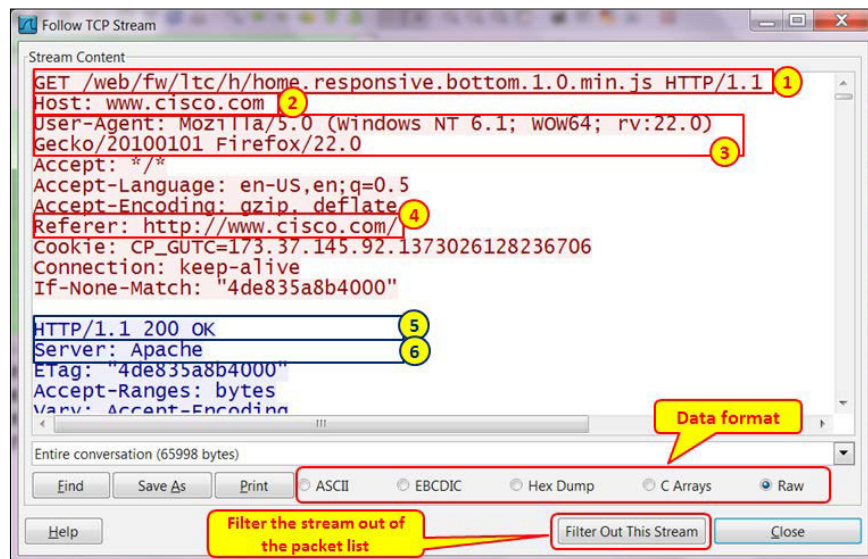 Follow TCP Stream
Stream Content
GET /web/fw/ltc/h/home.responsive.bottom.1.0.min.js HTTP/1.1
1
Host: www.cisco.com
2
User-Agent: Mozilla/5.0 (Windows NT 6.1; WOW64; rv:22.0)
Gecko/20100101 Firefox/22.0
3
Accept: */*
Accept-Language: en-US,en;q=0.5
Accept-Encoding: gzip, deflate
4
Referer: http://www.cisco.com/
Cookie: CP_GUTC=173.37.145.92.1373026128236706
Connection: keep-alive
If-None-Match: "4de835a8b4000"
HTTP/1.1 200 OK
5
Server: Apache
6
ETag: "4de835a8b4000"
Accept-Ranges: bytes
Vary: Accept-Encoding
Data format
Entire conversation (65998 bytes)
Find
Save As
Print
ASCII
EBCDIC
Hex Dump
C Arrays
Raw
Help
Filter the stream out of
the packet list
Filter Out This Stream
Close